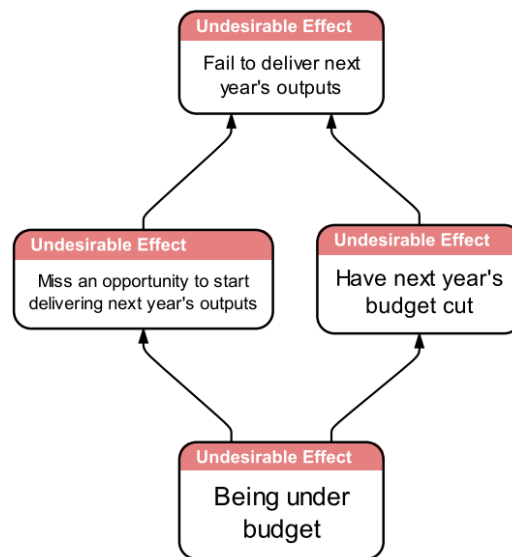 Undesirable Effect
Fail to deliver next
year's outputs
Undesirable Effect
Miss an opportunity to start
delivering next year's outputs
Undesirable Effect
Have next year's
budget cut
Undesirable Effect
Being under
budget